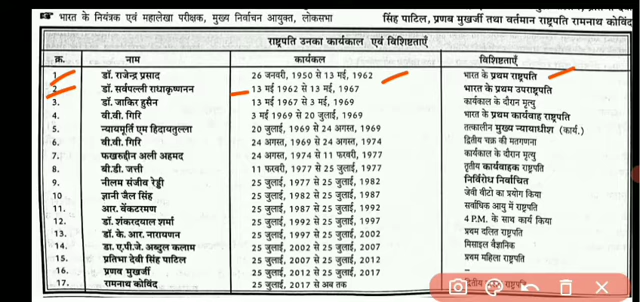 ☞ भारत के नियंत्रक एवं महालेखा परीक्षक, मुख्य निर्वाचन आयुक्त, लोकसभा
सिंह पाटिल, प्रणव मुखर्जी तथा वर्तमान राष्ट्रपति रामनाथ कोविंद
राष्ट्रपति उनका कार्यकाल एवं विशिष्टताएँ
क्र. नाम कार्यकाल विशिष्टताएँ
1. डॉ. राजेन्द्र प्रसाद 26 जनवरी, 1950 से 13 मई, 1962 भारत के प्रथम राष्ट्रपति
2. डॉ. सर्वपल्ली राधाकृष्णनन 13 मई 1962 से 13 मई, 1967 भारत के प्रथम उपराष्ट्रपति
3. डॉ. जाकिर हुसैन 13 मई 1967 से 3 मई, 1969 कार्यकाल के दौरान मृत्यु
4. वी.वी. गिरि 3 मई 1969 से 20 जुलाई, 1969 भारत के प्रथम कार्यवाह राष्ट्रपति
5. न्यायमूर्ति एम हिदायतुल्ला 20 जुलाई, 1969 से 24 अगस्त, 1969 तत्कालीन मुख्य न्यायाधीश (कार्य.)
6. वी.वी. गिरि 24 अगस्त, 1969 से 24 अगस्त, 1974 द्वितीय चक्र की मतगणना
7. फखरुद्दीन अली अहमद 24 अगस्त, 1974 से 11 फरवरी, 1977 कार्यकाल के दौरान मृत्यु
8. बी.डी. जत्ती 11 फरवरी, 1977 से 25 जुलाई, 1977 तृतीय कार्यवाहक राष्ट्रपति
9. नीलम संजीव रेड्डी 25 जुलाई, 1977 से 25 जुलाई, 1982 निर्विरोध निर्वाचित
10 ज्ञानी जैल सिंह 25 जुलाई, 1982 से 25 जुलाई, 1987 जेवी वीटो का प्रयोग किया
11. आर. वेंकटरमण 25 जुलाई, 1987 से 25 जुलाई, 1992 सर्वाधिक आयु में राष्ट्रपति
12. डॉ. शंकरदयाल शर्मा 25 जुलाई, 1992 से 25 जुलाई, 1997 4 P.M. के साथ कार्य किया
13. डॉ. के. आर. नारायणन 25 जुलाई, 1997 से 25 जुलाई, 2002 प्रथम दलित राष्ट्रपति
14. डा. ए.पी.जे. अब्दुल कलाम 25 जुलाई, 2002 से 25 जुलाई, 2007 मिसाइल वैज्ञानिक
15. प्रतिभा देवी सिंह पाटिल 25 जुलाई, 2007 से 25 जुलाई, 2012 प्रथम महिला राष्ट्रपति
16. प्रणव मुखर्जी 25 जुलाई, 2012 से 25 जुलाई, 2017 –
17. रामनाथ कोविंद 25 जुलाई, 2017 से अब तक द्वितीय राष्ट्रपति